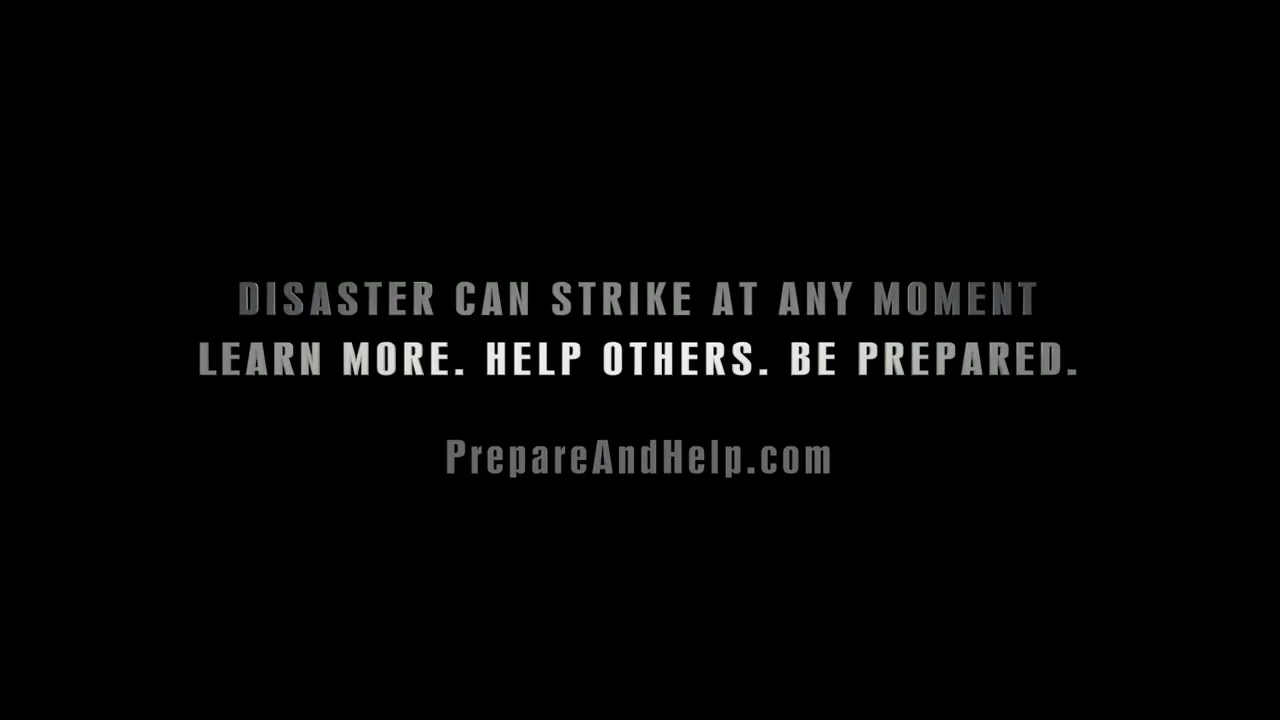 DISASTER CAN STRIKE AT ANY MOMENT
LEARN MORE. HELP OTHERS. BE PREPARED.
PrepareAndHelp.com